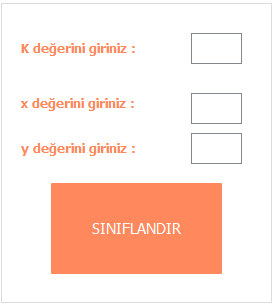 K değerini giriniz :
x değerini giriniz :
y değerini giriniz :
SINIFLANDIR